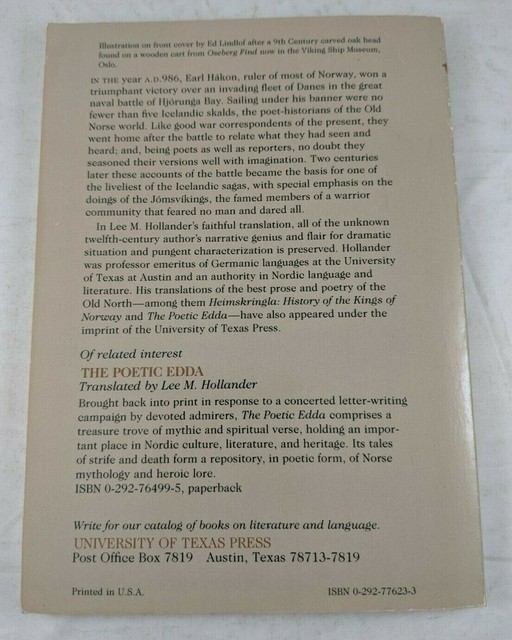 Illustration on front cover by Ed Lindlof after a 9th Century carved oak head
found on a wooden cart from Oseberg Find now in the Viking Ship Museum,
Oslo.
IN THE year A.D.986, Earl Hákon, ruler of most of Norway, won a
triumphant victory over an invading fleet of Danes in the great
naval battle of Hjórunga Bay. Sailing under his banner were no
fewer than five Icelandic skalds, the poet-historians of the Old
Norse world. Like good war correspondents of the present, they
went home after the battle to relate what they had seen and
heard; and, being poets as well as reporters, no doubt they
seasoned their versions well with imagination. Two centuries
later these accounts of the battle became the basis for one of
the liveliest of the Icelandic sagas, with special emphasis on the
doings of the Jómsvíkings, the famed members of a warrior
community that feared no man and dared all.
In Lee M. Hollander's faithful translation, all of the unknown
twelfth-century author's narrative genius and flair for dramatic
situation and pungent characterization is preserved. Hollander
was professor emeritus of Germanic languages at the University
of Texas at Austin and an authority in Nordic language and
literature. His translations of the best prose and poetry of the
Old North—among them Heimskringla: History of the Kings of
Norway and The Poetic Edda—have also appeared under the
imprint of the University of Texas Press.
Of related interest
THE POETIC EDDA
Translated by Lee M. Hollander
Brought back into print in response to a concerted letter-writing
campaign by devoted admirers, The Poetic Edda comprises a
treasure trove of mythic and spiritual verse, holding an impor-
tant place in Nordic culture, literature, and heritage. Its tales
of strife and death form a repository, in poetic form, of Norse
mythology and heroic lore.
ISBN 0-292-76499-5, paperback
Write for our catalog of books on literature and language.
UNIVERSITY OF TEXAS PRESS
Post Office Box 7819 Austin, Texas 78713-7819
Printed in U.S.A. ISBN 0-292-77623-3